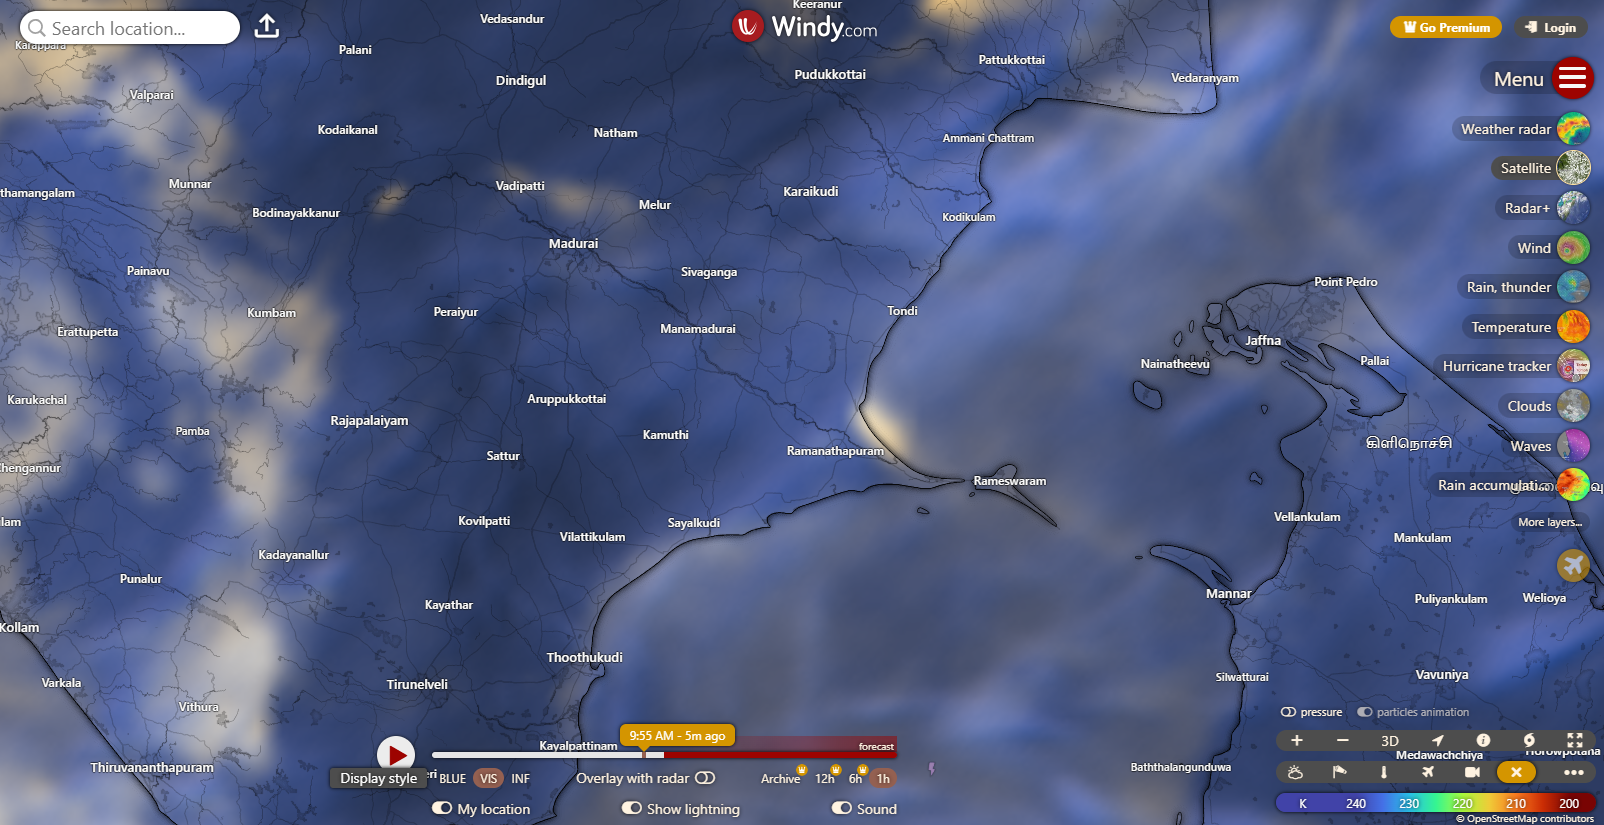 Search location...
Windy.com
Go Premium
Login
Menu
Weather radar
Satellite
Radar+
Wind
Rain, thunder
Temperature
Hurricane tracker
Clouds
Waves
Rain accumulati...
More layers...
Keeranur
Vedasandur
Karappara
Palani
Pattukkottai
Pudukkottai
Vedaranyam
Dindigul
Valparai
Kodaikanal
Natham
Ammani Chattram
Munnar
thamangalam
Vadipatti
Karaikudi
Bodinayakkanur
Melur
Kodikulam
Madurai
Painavu
Sivaganga
Point Pedro
Kumbam
Peraiyur
Tondi
Erattupetta
Manamadurai
Jaffna
Nainatheevu
Pallai
Karukachal
Aruppukkottai
Rajapalaiyam
Pamba
Kamuthi
கிளிநொச்சி
Sattur
Ramanathapuram
Chengannur
Rameswaram
lam
Kovilpatti
Sayalkudi
Vellankulam
Vilattikulam
Mankulam
Kadayanallur
Punalur
Mannar
Puliyankulam
Welioya
Kayathar
Kollam
Thoothukudi
Vavuniya
Silwatturai
Varkala
Tirunelveli
Vithura
Kayalpattinam
Thiruvananthapuram
Baththalangunduwa
Medawachchiya
Horowpotana
9:55 AM - 5m ago
forecast
Display style
eri
BLUE
VIS
INF
Overlay with radar
Archive
12h
6h
1h
My location
Show lightning
Sound
pressure
particles animation
3D
K 240 230 220 210 200
© OpenStreetMap contributors